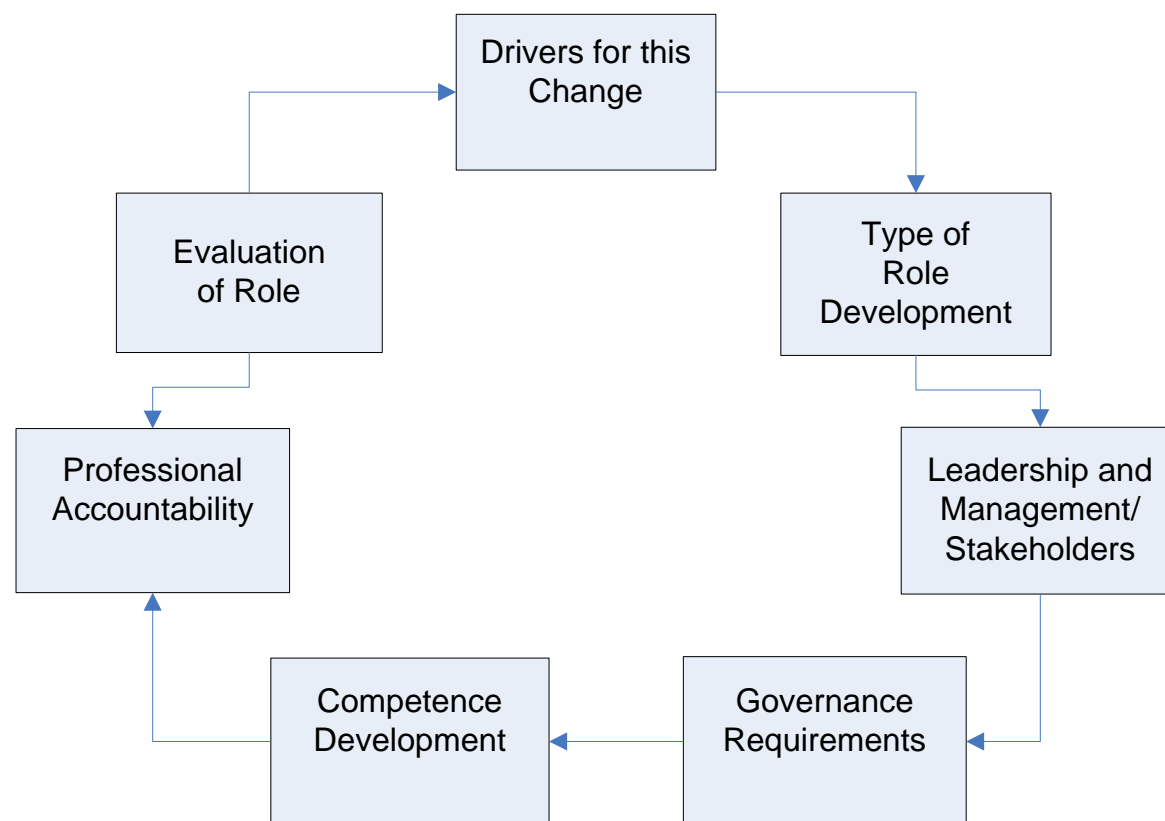 Drivers for this
Change
Evaluation
of Role
Type of
Role
Development
Professional
Accountability
Leadership and
Management/
Stakeholders
Competence
Development
Governance
Requirements